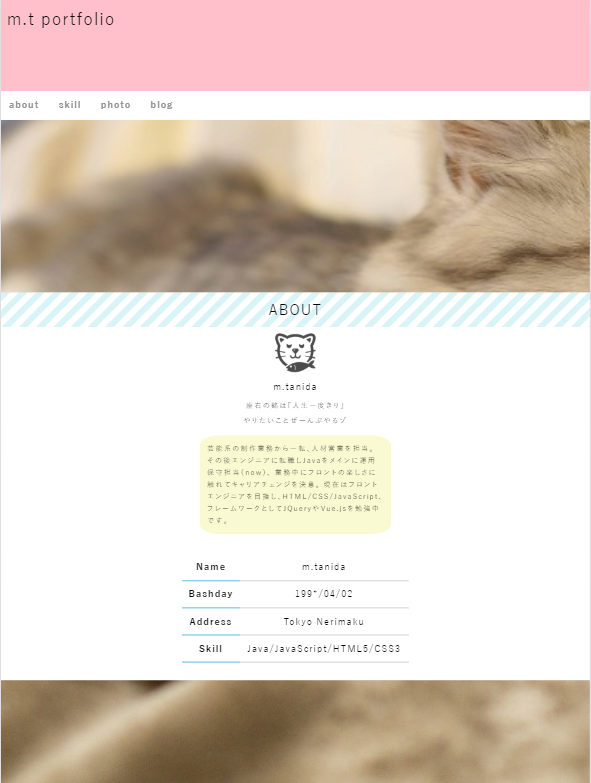 m.t portfolio
about skill photo blog
ABOUT
m.tanida
座右の銘は「人生一度きり」
やりたいことぜーんぶやるゾ
芸能系の制作業務から一転、人材営業を担当。
その後エンジニアに転職しJavaをメインに運用
保守担当(now)、業務中にフロントの楽しさに
触れてキャリアチェンジを決意。現在はフロント
エンジニアを目指し、HTML/CSS/JavaScript,
フレームワークとしてJQueryやVue.jsを勉強中
です。
Name m.tanida
Bashday 199*/04/02
Address Tokyo Nerimaku
Skill Java/JavaScript/HTML5/CSS3